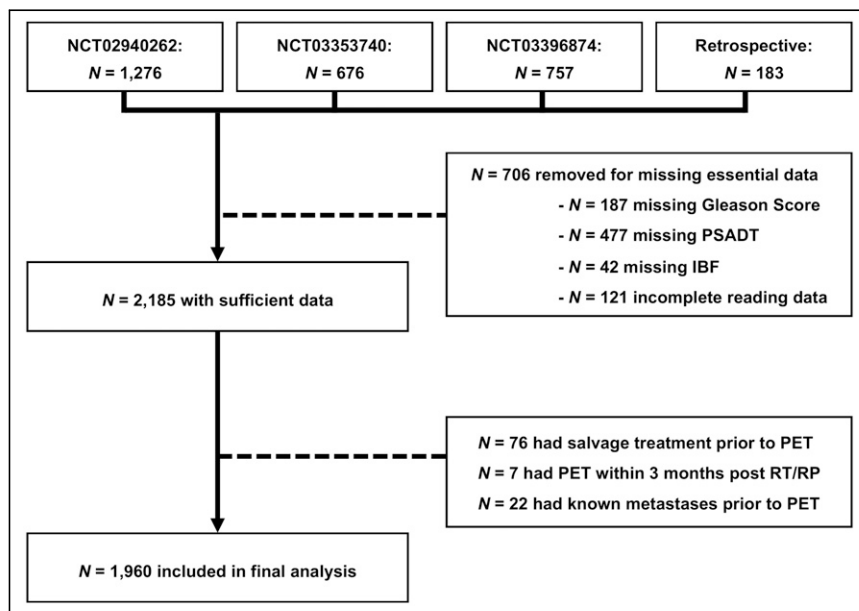 NCT02940262:
N = 1,276
NCT03353740:
N = 676
NCT03396874:
N = 757
Retrospective:
N = 183
N = 706 removed for missing essential data
- N = 187 missing Gleason Score
- N = 477 missing PSADT
- N = 42 missing IBF
- N = 121 incomplete reading data
N = 2,185 with sufficient data
N = 76 had salvage treatment prior to PET
N = 7 had PET within 3 months post RT/RP
N = 22 had known metastases prior to PET
N = 1,960 included in final analysis